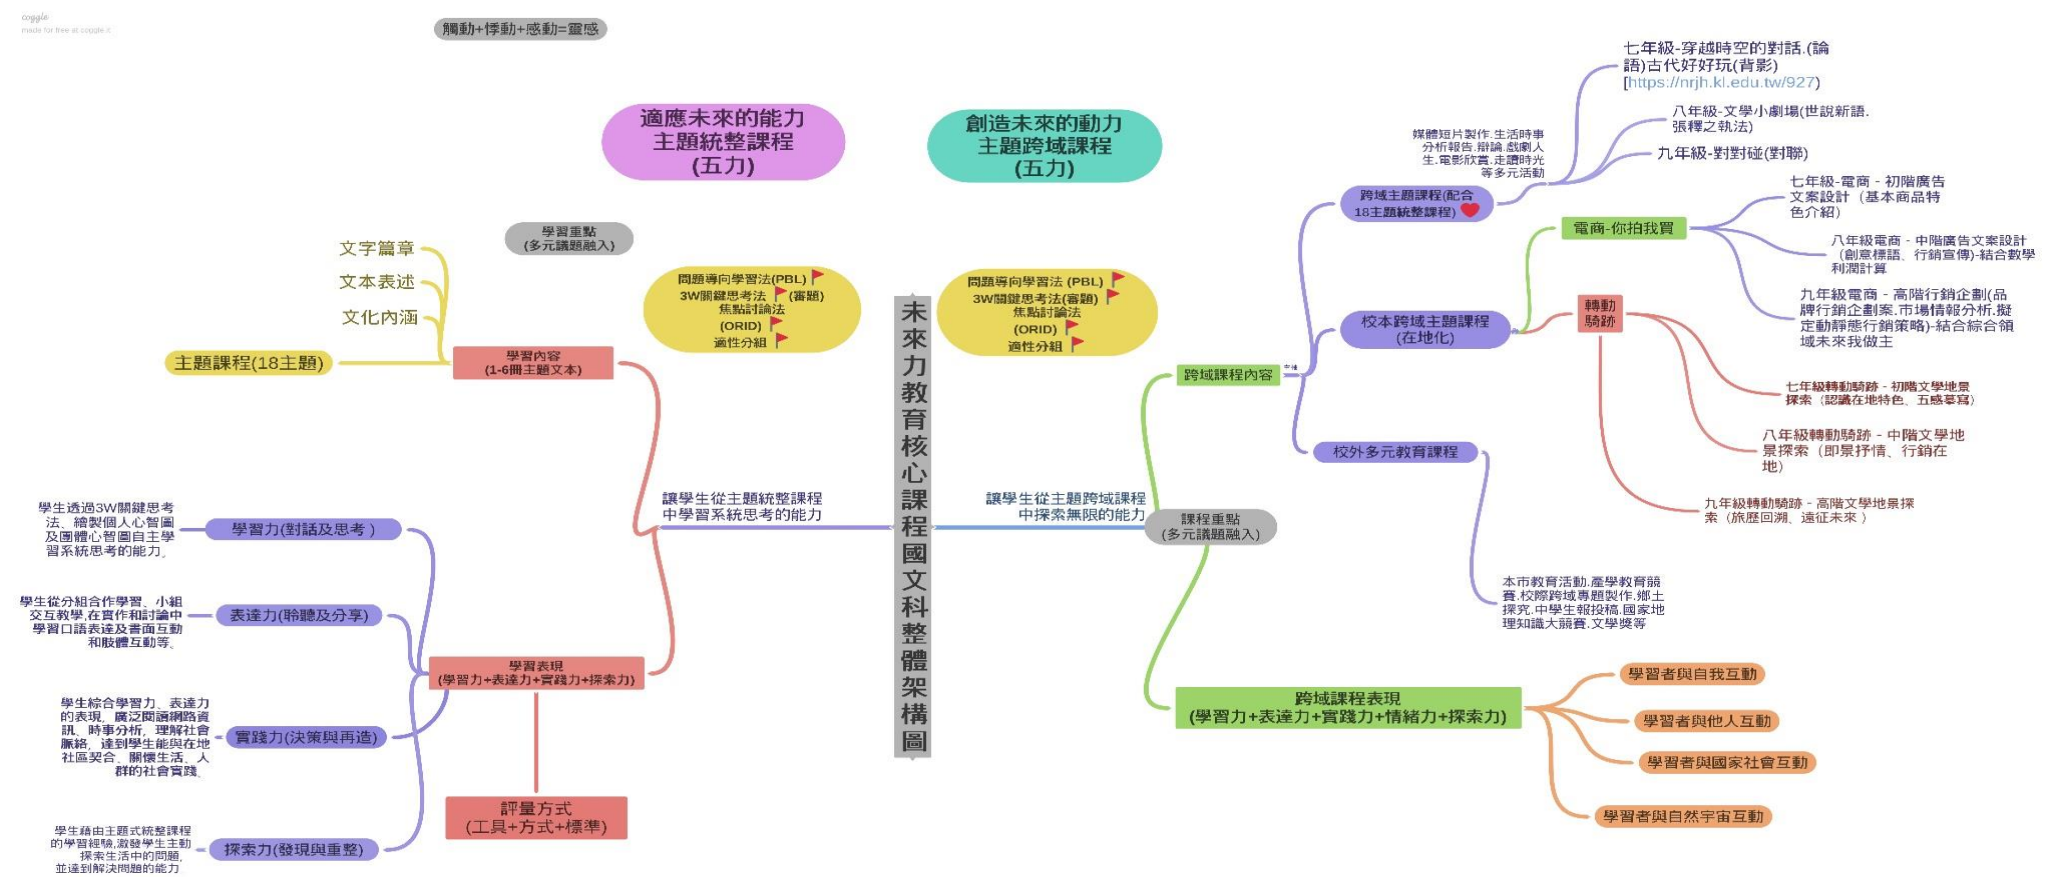 coggle
made for free at coggle.it
觸動+悸動+感動=靈感
適應未來的能力
主題統整課程
(五力)
創造未來的動力
主題跨域課程
(五力)
學習重點
(多元議題融入)
問題導向學習法(PBL)
3W關鍵思考法 (審題)
焦點討論法
(ORID)
適性分組
問題導向學習法 (PBL)
3W關鍵思考法(審題)
焦點討論法
(ORID)
適性分組
未來力教育核心課程國文科整體架構圖
讓學生從主題統整課程
中學習系統思考的能力
學習內容
(1-6冊主題文本)
文字篇章
文本表述
文化內涵
主題課程(18主題)
學習表現
(學習力+表達力+實踐力+探索力)
學習力(對話及思考 )
學生透過3W關鍵思考
法、繪製個人心智圖
及團體心智圖自主學
習系統思考的能力。
表達力(聆聽及分享)
學生從分組合作學習、小組
交互教學,在實作和討論中
學習口語表達及書面互動
和肢體互動等。
實踐力(決策與再造)
學生綜合學習力、表達力
的表現，廣泛閱讀網路資
訊、時事分析，理解社會
脈絡，達到學生能與在地
社區契合、關懷生活、人
群的社會實踐。
探索力(發現與重整)
學生藉由主題式統整課程
的學習經驗,激發學生主動
探索生活中的問題,
並達到解決問題的能力
評量方式
(工具+方式+標準)
讓學生從主題跨域課程
中探索無限的能力
課程重點
(多元議題融入)
跨域課程內容
跨域主題課程(配合
18主題統整課程)
媒體短片製作.生活時事
分析報告.辯論.戲劇人
生.電影欣賞.走讀時光
等多元活動
七年級-穿越時空的對話.(論
語)古代好好玩(背影)
[https://nrjh.kl.edu.tw/927)
八年級-文學小劇場(世說新語.
張釋之執法)
九年級-對對碰(對聯)
校本跨域主題課程
(在地化)
電商-你拍我買
七年級-電商 - 初階廣告
文案設計（基本商品特
色介紹）
八年級電商 - 中階廣告文案設計
（創意標語、行銷宣傳)-結合數學
利潤計算
九年級電商 - 高階行銷企劃(品
牌行銷企劃案.市場情報分析.擬
定動靜態行銷策略)-結合綜合領
域未來我做主
轉動
騎跡
七年級轉動騎跡 - 初階文學地景
探索（認識在地特色、五感摹寫）
八年級轉動騎跡 - 中階文學地
景探索（即景抒情、行銷在
地）
九年級轉動騎跡 - 高階文學地景探
索（旅歷回溯、遠征未來 ）
校外多元教育課程
本市教育活動.產學教育競
賽.校際跨域專題製作.鄉土
探究.中學生報投稿.國家地
理知識大競賽.文學獎等
跨域課程表現
(學習力+表達力+實踐力+情緒力+探索力)
學習者與自我互動
學習者與他人互動
學習者與國家社會互動
學習者與自然宇宙互動